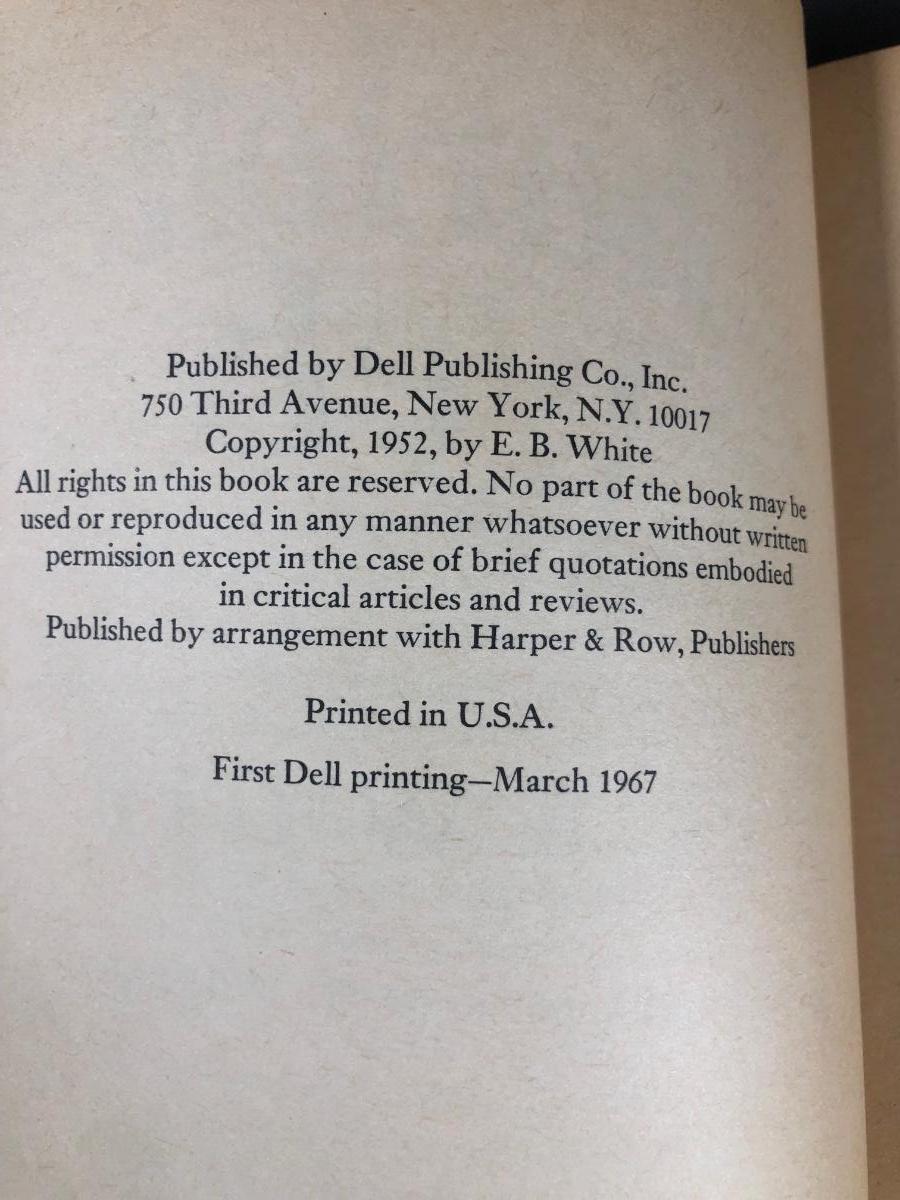 Published by Dell Publishing Co., Inc.
750 Third Avenue, New York, N.Y. 10017
Copyright, 1952, by E. B. White
All rights in this book are reserved. No part of the book may be
used or reproduced in any manner whatsoever without written
permission except in the case of brief quotations embodied
in critical articles and reviews.
Published by arrangement with Harper & Row, Publishers
Printed in U.S.A.
First Dell printing—March 1967